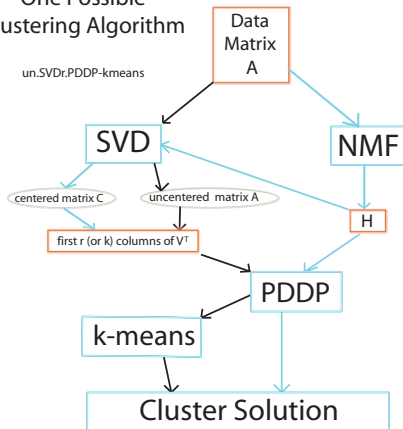 One Possible
ustering Algorithm
un.SVDr.PDDP-kmeans
Data
Matrix
A
SVD
NMF
centered matrix C
uncentered matrix A
H
first r (or k) columns of Vᵀ
PDDP
k-means
Cluster Solution